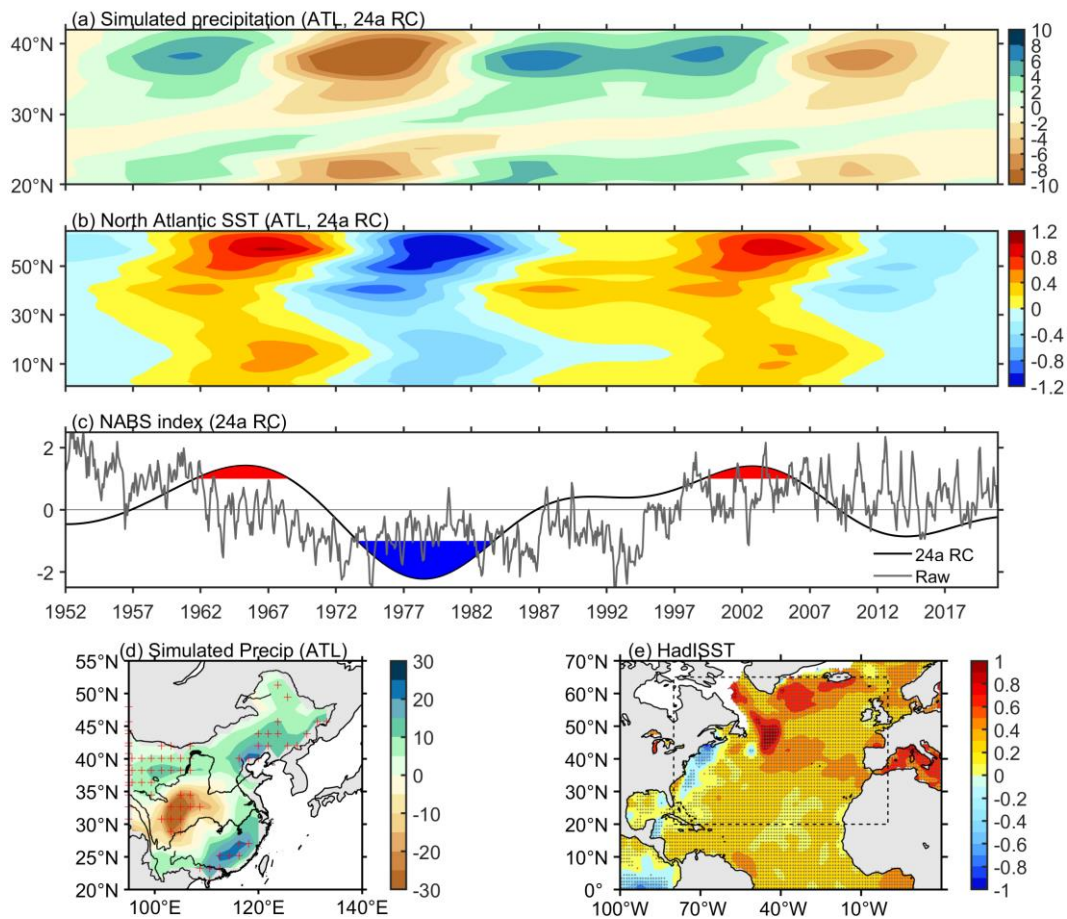 (a) Simulated precipitation (ATL, 24a RC)
40°N
30°N
20°N
10
8
6
4
2
0
-2
-4
-6
-8
-10
(b) North Atlantic SST (ATL, 24a RC)
50°N
30°N
10°N
1.2
0.8
0.4
0
-0.4
-0.8
-1.2
(c) NABS index (24a RC)
2
0
-2
24a RC
Raw
1952 1957 1962 1967 1972 1977 1982 1987 1992 1997 2002 2007 2012 2017
(d) Simulated Precip (ATL)
55°N
50°N
45°N
40°N
35°N
30°N
25°N
20°N
100°E 120°E 140°E
30
20
10
0
-10
-20
-30
(e) HadISST
70°N
60°N
50°N
40°N
30°N
20°N
10°N
0°
100°W 70°W 40°W 10°W
1
0.8
0.6
0.4
0.2
0
-0.2
-0.4
-0.6
-0.8
-1